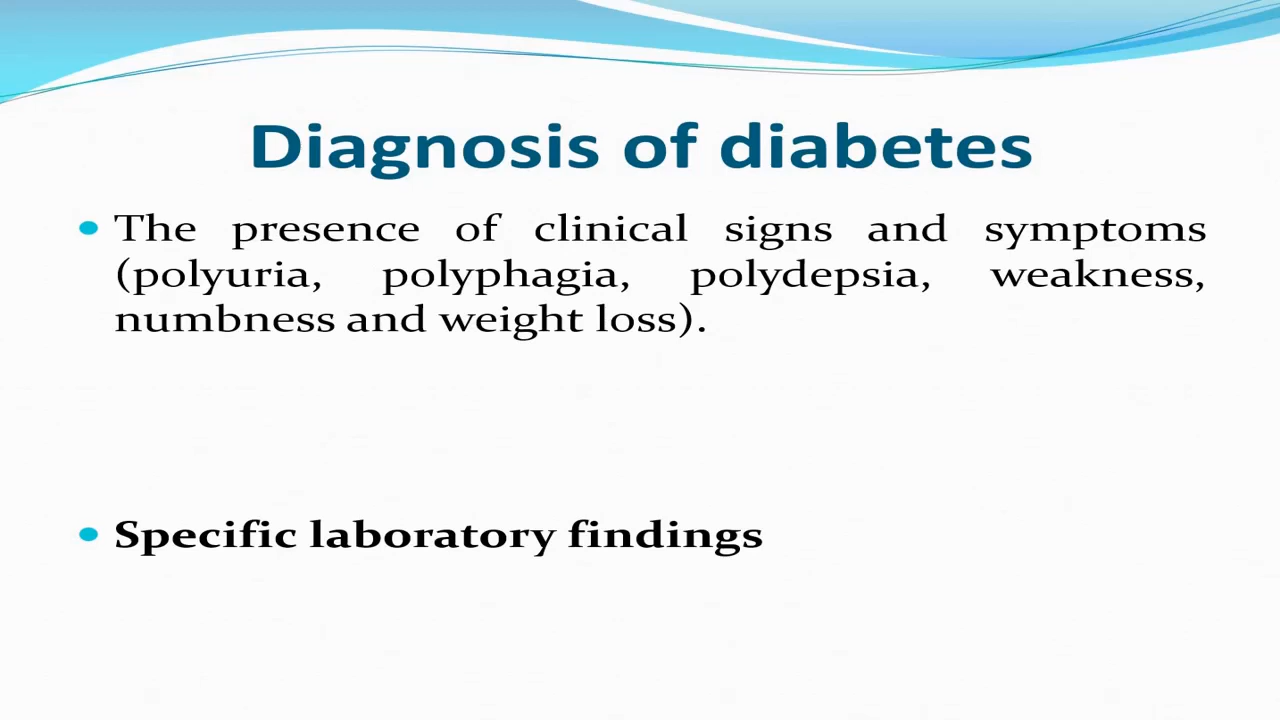 Diagnosis of diabetes
• The presence of clinical signs and symptoms
(polyuria, polyphagia, polydepsia, weakness,
numbness and weight loss).
• Specific laboratory findings